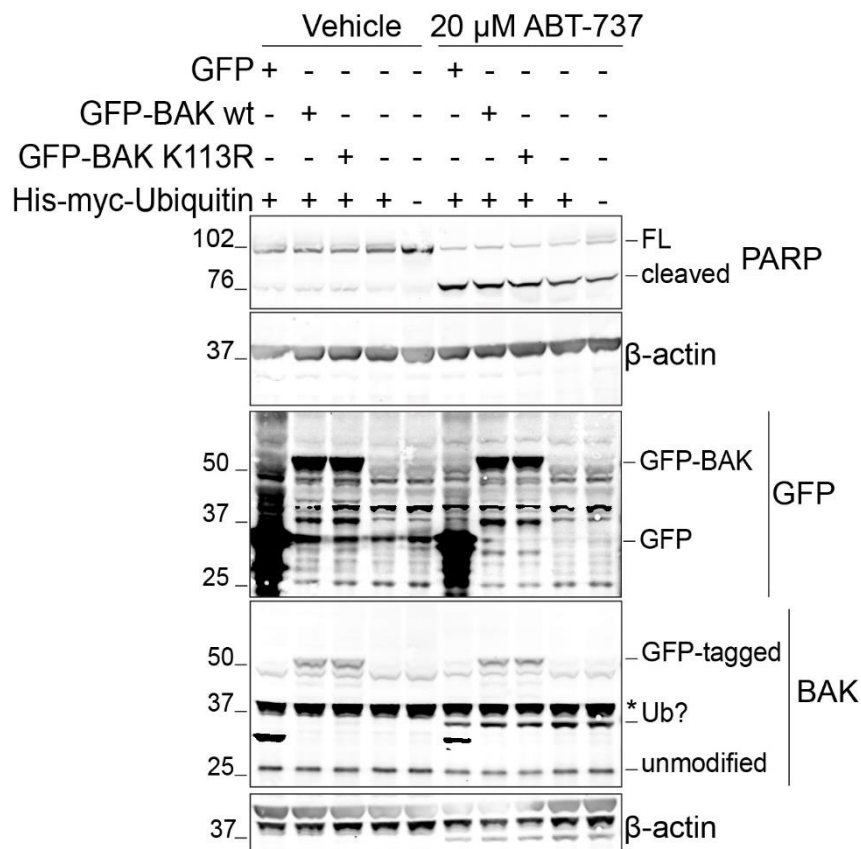 Vehicle 20 µM ABT-737
GFP + - - - - + - - - -
GFP-BAK wt - + - - - - + - - -
GFP-BAK K113R - - + - - - - + - -
His-myc-Ubiquitin + + + + - + + + + -
102 FL
PARP
76 cleaved
37 β-actin
50 GFP-BAK
GFP
37
GFP
25
50 GFP-tagged
BAK
37 * Ub?
25 unmodified
37 β-actin